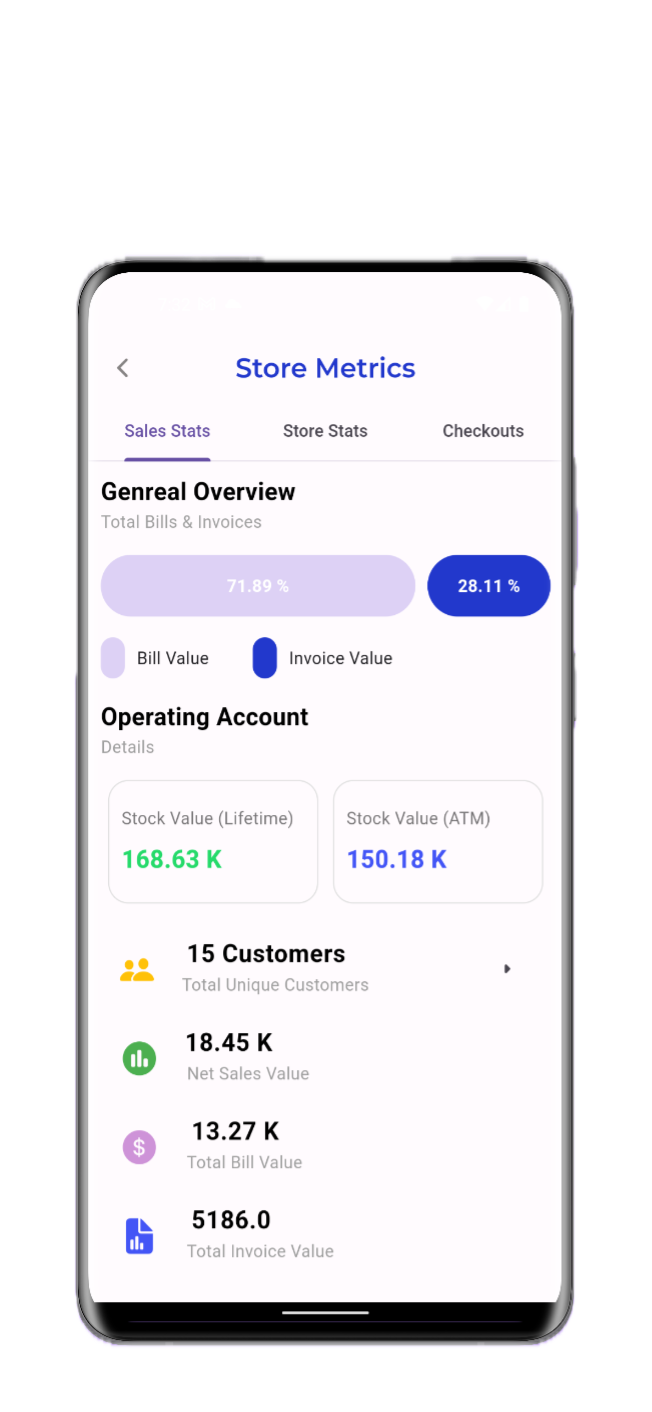 Store Metrics
Sales Stats Store Stats Checkouts
Genreal Overview
Total Bills & Invoices
71.89 % 28.11 %
Bill Value Invoice Value
Operating Account
Details
Stock Value (Lifetime) Stock Value (ATM)
168.63 K 150.18 K
15 Customers
Total Unique Customers
18.45 K
Net Sales Value
13.27 K
Total Bill Value
5186.0
Total Invoice Value